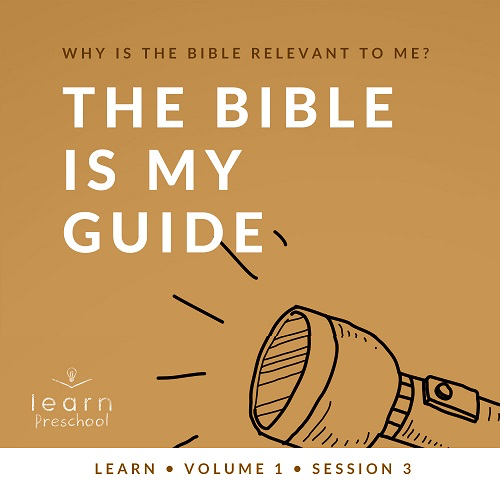 WHY IS THE BIBLE RELEVANT TO ME?
THE BIBLE
IS MY
GUIDE
learn
Preschool
LEARN • VOLUME 1 • SESSION 3